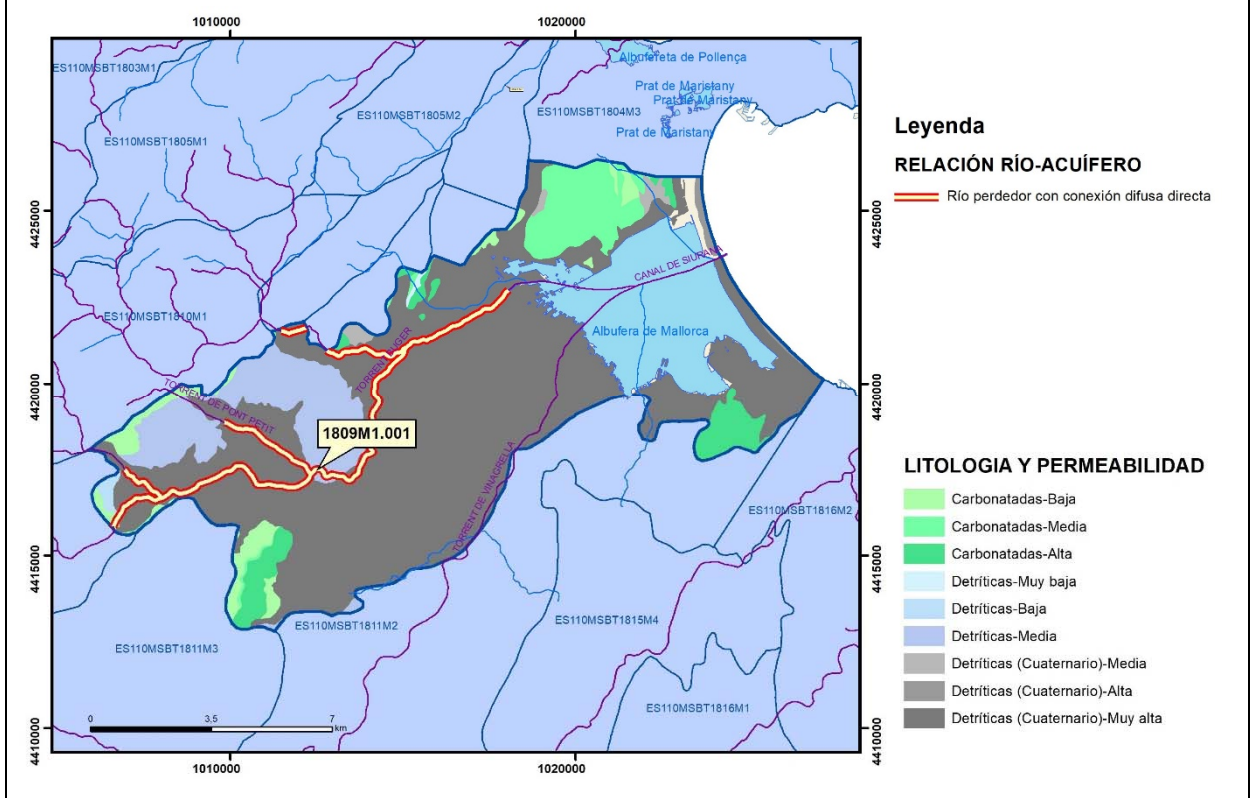 1010000
1020000
4425000
4420000
4415000
4410000
4425000
4420000
4415000
4410000
ES110MSBT1803M1
ES110MSBT1805M2
ES110MSBT1804M3
ES110MSBT1805M1
ES110MSBT1810M1
Albufereta de Pollença
Prat de Maristany
Prat de Maristany
Prat de Maristany
CANAL DE SIURANA
Albufera de Mallorca
TORRENT DE PONT PETIT
1809M1.001
TORRENT DE VINAGRELLA
ES110MSBT1816M2
ES110MSBT1811M3
ES110MSBT1811M2
ES110MSBT1815M4
ES110MSBT1816M1
0
3,5
7
km
1010000
1020000
Leyenda
RELACIÓN RÍO-ACUÍFERO
Río perdedor con conexión difusa directa
LITOLOGIA Y PERMEABILIDAD
Carbonatadas-Baja
Carbonatadas-Media
Carbonatadas-Alta
Detríticas-Muy baja
Detríticas-Baja
Detríticas-Media
Detríticas (Cuaternario)-Media
Detríticas (Cuaternario)-Alta
Detríticas (Cuaternario)-Muy alta